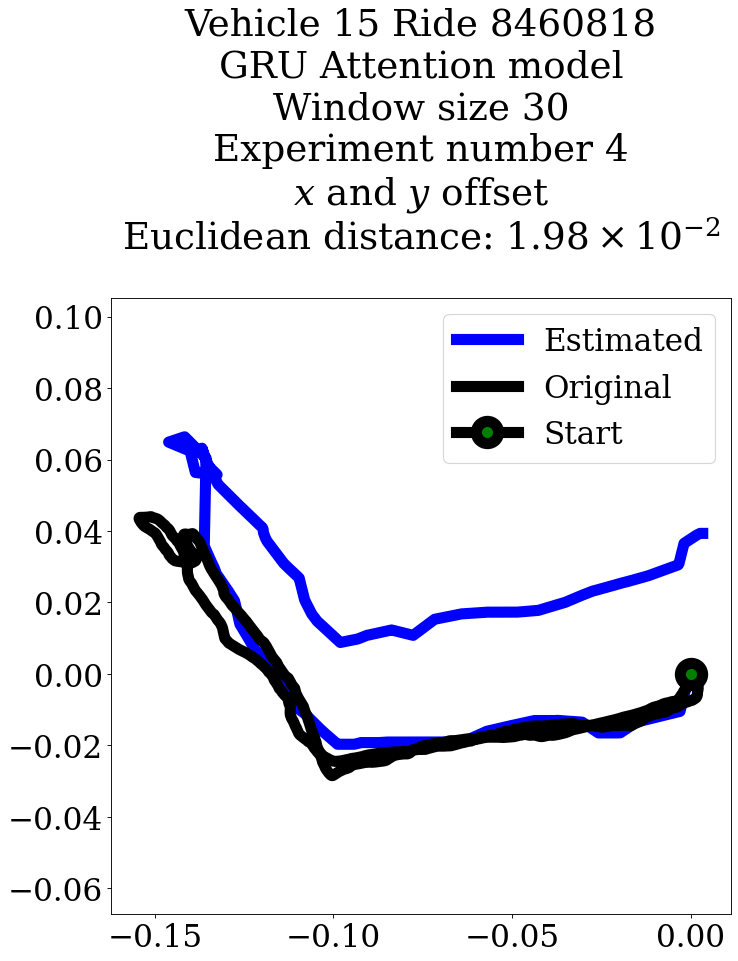 Vehicle 15 Ride 8460818
GRU Attention model
Window size 30
Experiment number 4
x and y offset
Euclidean distance: 1.98 × 10⁻²
Estimated
Original
Start
0.10
0.08
0.06
0.04
0.02
0.00
−0.02
−0.04
−0.06
−0.15 −0.10 −0.05 0.00